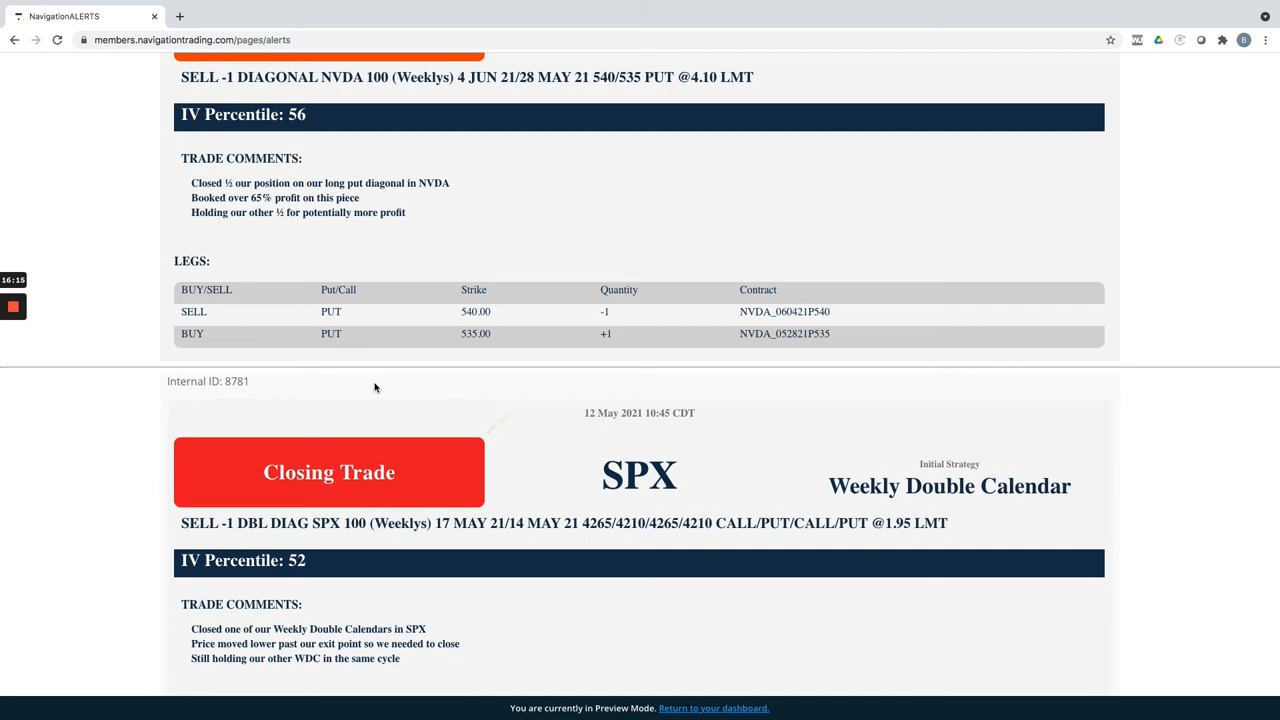 NavigationALERTS
members.navigationtrading.com/pages/alerts
SELL -1 DIAGONAL NVDA 100 (Weeklys) 4 JUN 21/28 MAY 21 540/535 PUT @4.10 LMT
IV Percentile: 56
TRADE COMMENTS:
Closed ½ our position on our long put diagonal in NVDA
Booked over 65% profit on this piece
Holding our other ½ for potentially more profit
16:15
LEGS:
BUY/SELL Put/Call Strike Quantity Contract
SELL PUT 540.00 -1 NVDA_060421P540
BUY PUT 535.00 +1 NVDA_052821P535
Internal ID: 8781
12 May 2021 10:45 CDT
Closing Trade
SPX
Initial Strategy
Weekly Double Calendar
SELL -1 DBL DIAG SPX 100 (Weeklys) 17 MAY 21/14 MAY 21 4265/4210/4265/4210 CALL/PUT/CALL/PUT @1.95 LMT
IV Percentile: 52
TRADE COMMENTS:
Closed one of our Weekly Double Calendars in SPX
Price moved lower past our exit point so we needed to close
Still holding our other WDC in the same cycle
You are currently in Preview Mode. Return to your dashboard.